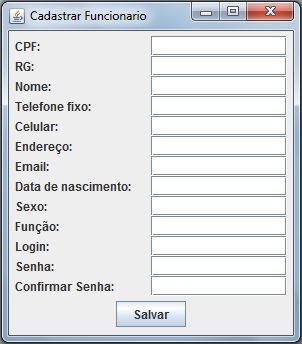 Cadastrar Funcionario
CPF:
RG:
Nome:
Telefone fixo:
Celular:
Endereço:
Email:
Data de nascimento:
Sexo:
Função:
Login:
Senha:
Confirmar Senha:
Salvar